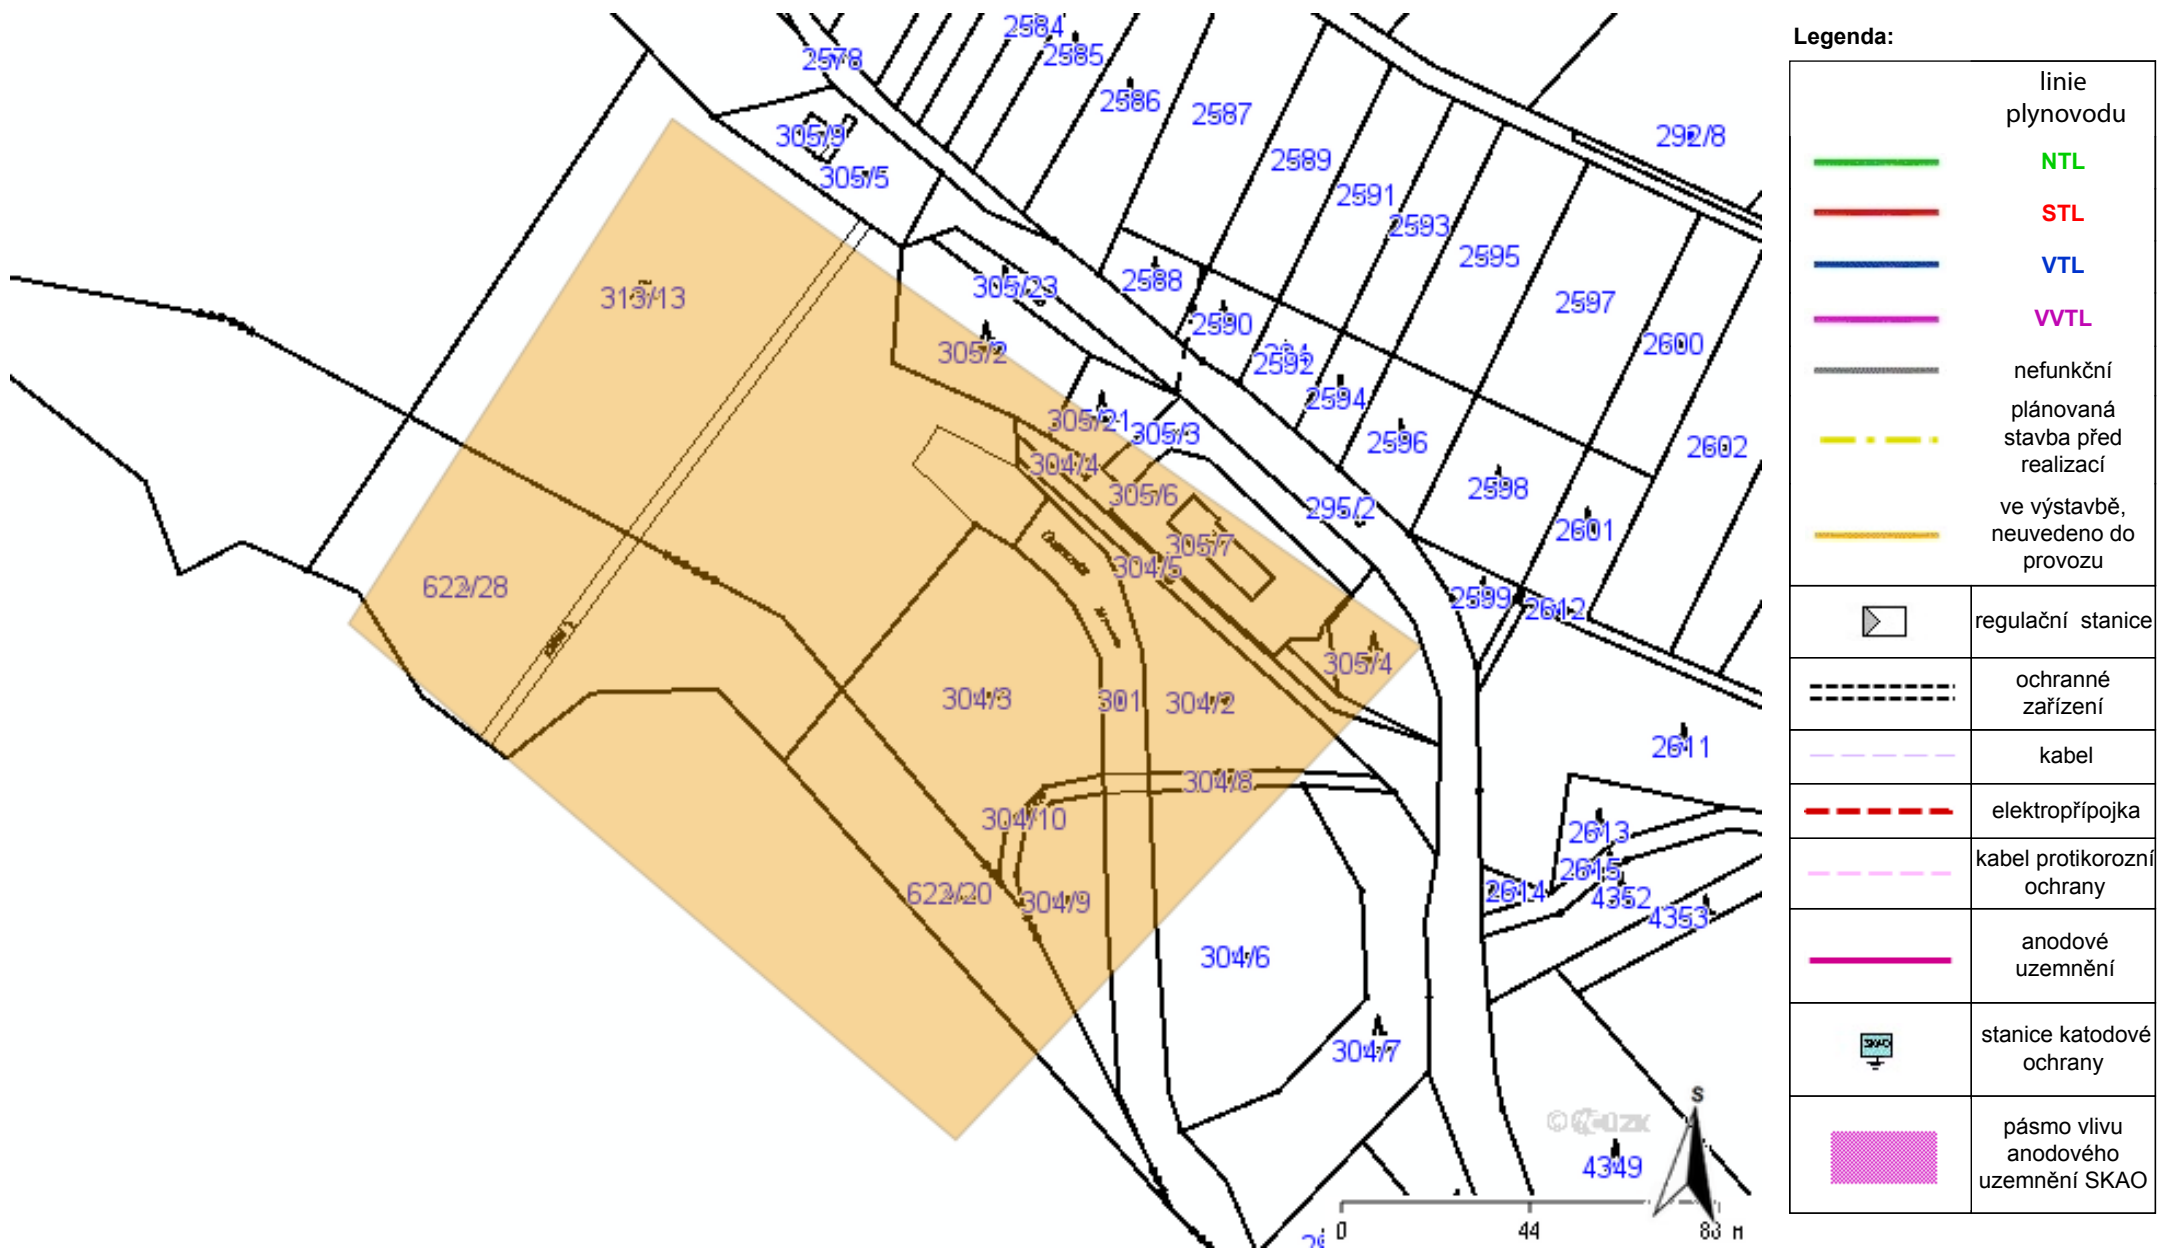 2584
2578
2585
2586
2587
292/8
305/9
305/5
2589
2591
2593
2595
2588
305/23
313/13
2597
2590
2592
2600
305/2
2594
305/21
305/3
2596
2602
304/4
305/6
2598
295/2
2601
305/7
304/5
622/28
2599
2612
305/4
304/3
301
304/2
2611
304/8
304/10
2613
2615
2614
4352
622/20
304/9
4353
304/6
304/7
4349
S
0
44
88 M
Legenda:
linie
plynovodu
NTL
STL
VTL
VVTL
nefunkční
plánovaná
stavba před
realizací
ve výstavbě,
neuvedeno do
provozu
regulační stanice
ochranné
zařízení
kabel
elektropřípojka
kabel protikorozní
ochrany
anodové
uzemnění
SKAO
stanice katodové
ochrany
pásmo vlivu
anodového
uzemnění SKAO